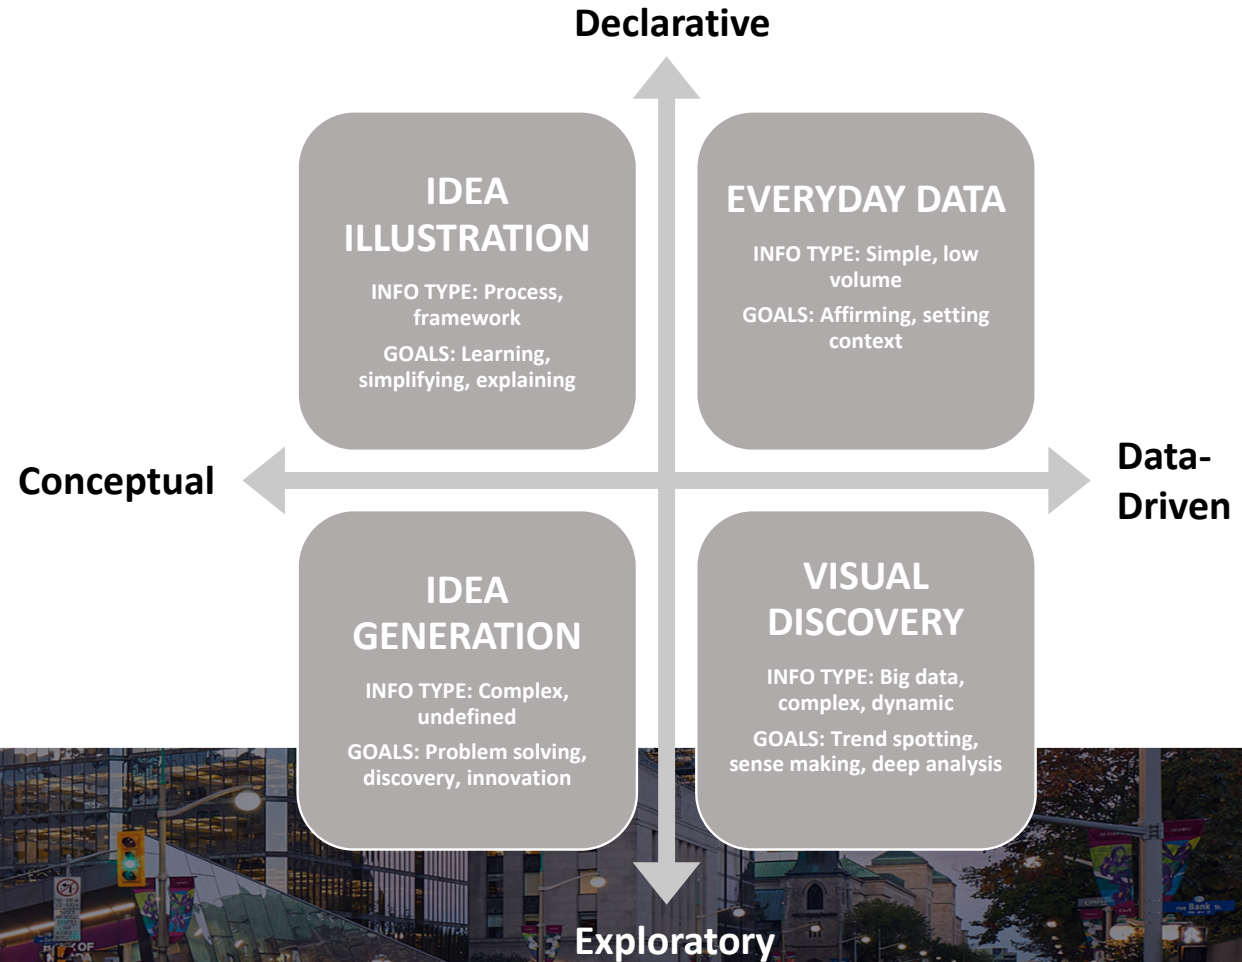 Declarative
IDEA
ILLUSTRATION
INFO TYPE: Process,
framework
GOALS: Learning,
simplifying, explaining
EVERYDAY DATA
INFO TYPE: Simple, low
volume
GOALS: Affirming, setting
context
Conceptual
Data-
Driven
IDEA
GENERATION
INFO TYPE: Complex,
undefined
GOALS: Problem solving,
discovery, innovation
VISUAL
DISCOVERY
INFO TYPE: Big data,
complex, dynamic
GOALS: Trend spotting,
sense making, deep analysis
Bank St.
Exploratory